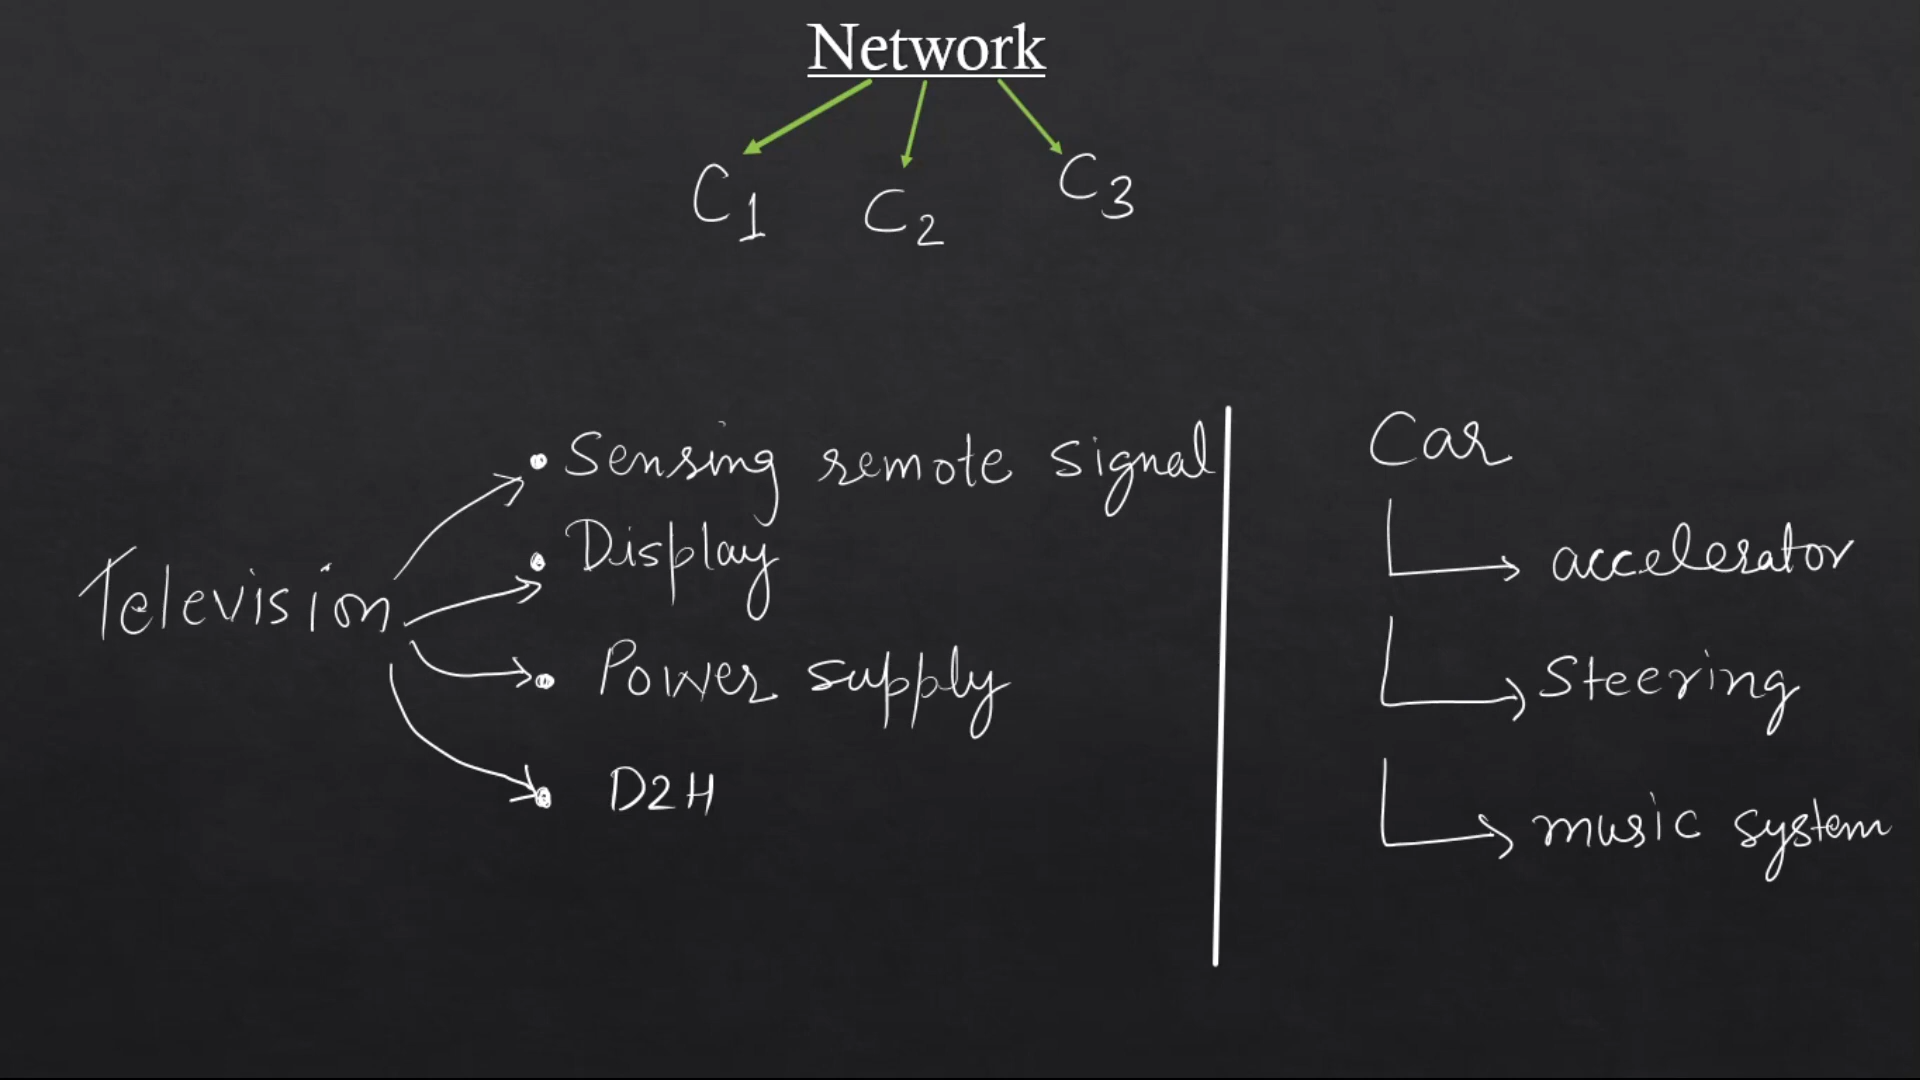 Network
C1 C2 C3
Television
Sensing remote signal
Display
Power supply
D2H
Car
accelerator
Steering
music system